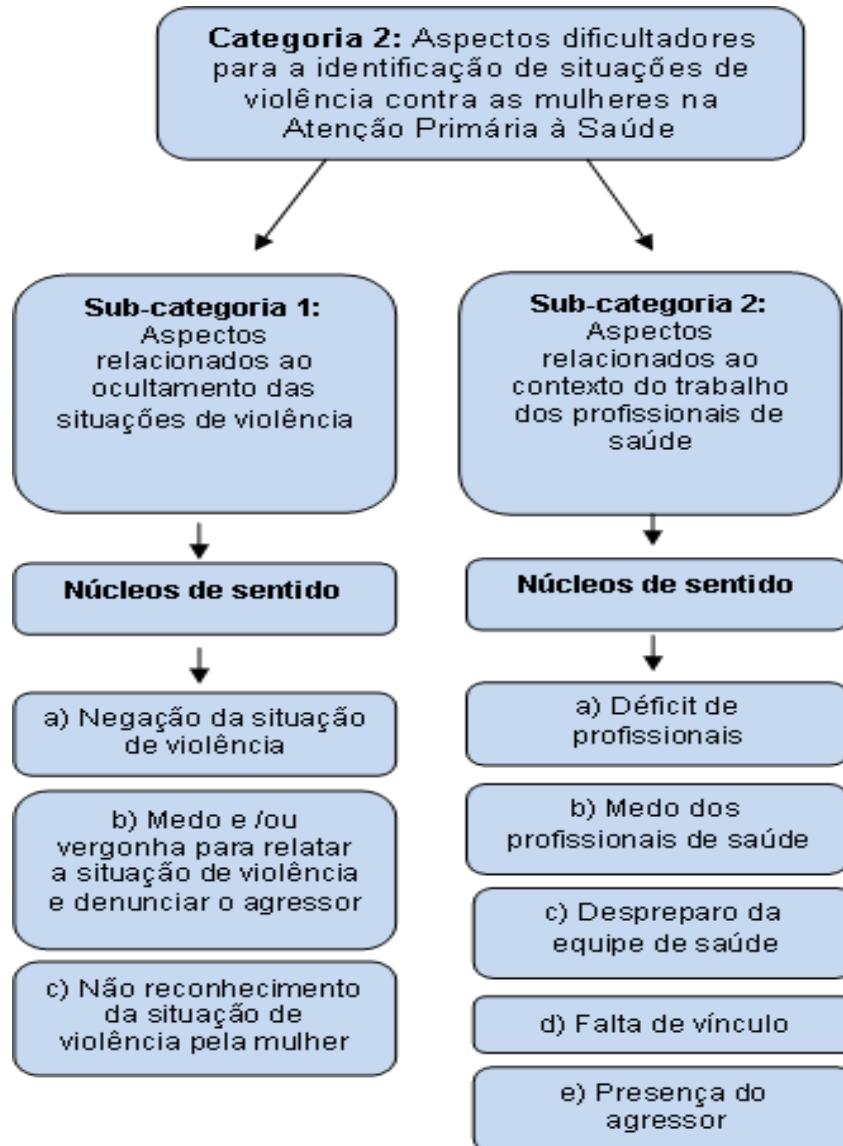 Categoria 2: Aspectos dificultadores
para a identificação de situações de
violência contra as mulheres na
Atenção Primária à Saúde
Sub-categoria 1:
Aspectos
relacionados ao
ocultamento das
situações de violência
Núcleos de sentido
a) Negação da situação
de violência
b) Medo e /ou
vergonha para relatar
a situação de violência
e denunciar o agressor
c) Não reconhecimento
da situação de
violência pela mulher
Sub-categoria 2:
Aspectos
relacionados ao
contexto do trabalho
dos profissionais de
saúde
Núcleos de sentido
a) Déficit de
profissionais
b) Medo dos
profissionais de saúde
c) Despreparo da
equipe de saúde
d) Falta de vínculo
e) Presença do
agressor